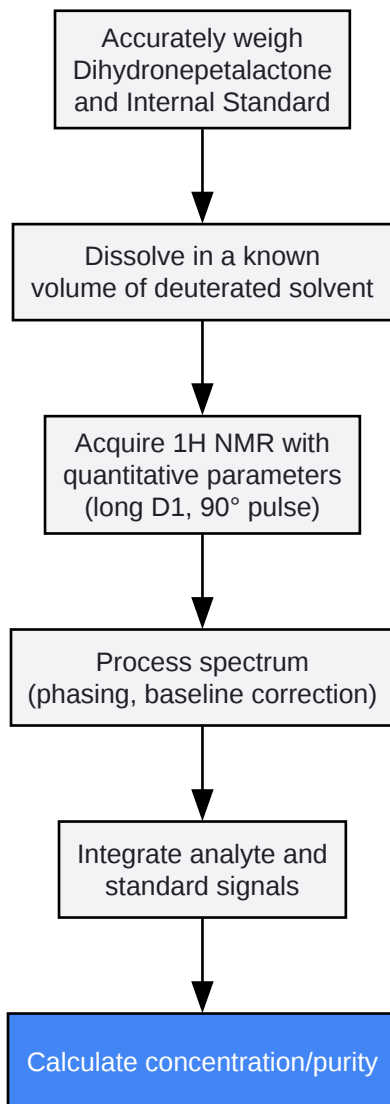 Accurately weigh
Dihydronepetalactone
and Internal Standard
Dissolve in a known
volume of deuterated solvent
Acquire 1H NMR with
quantitative parameters
(long D1, 90° pulse)
Process spectrum
(phasing, baseline correction)
Integrate analyte and
standard signals
Calculate concentration/purity